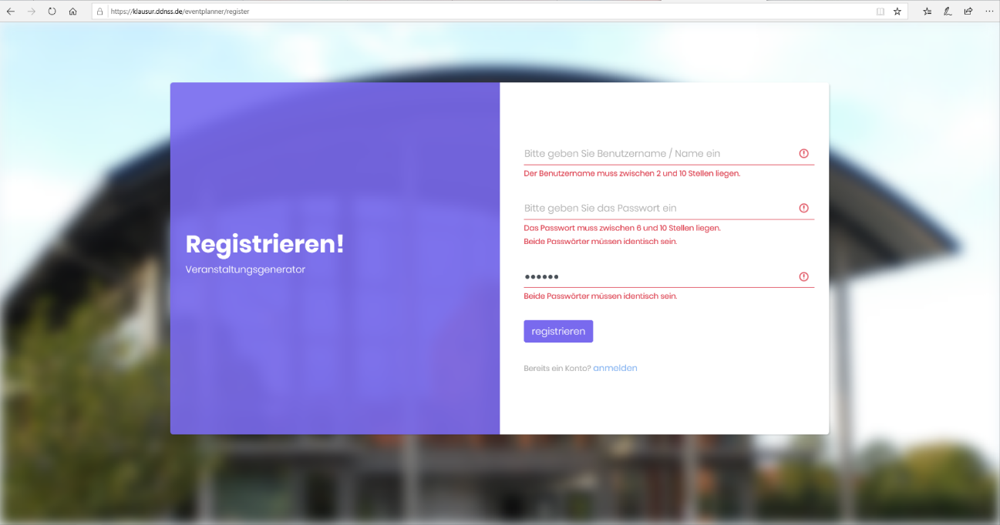 https://klausur.ddnss.de/eventplanner/register
Registrieren!
Veranstaltungsgenerator
Bitte geben Sie Benutzername / Name ein
Der Benutzername muss zwischen 2 und 10 Stellen liegen.
Bitte geben Sie das Passwort ein
Das Passwort muss zwischen 6 und 10 Stellen liegen.
Beide Passwörter müssen identisch sein.
••••••
Beide Passwörter müssen identisch sein.
registrieren
Bereits ein Konto? anmelden